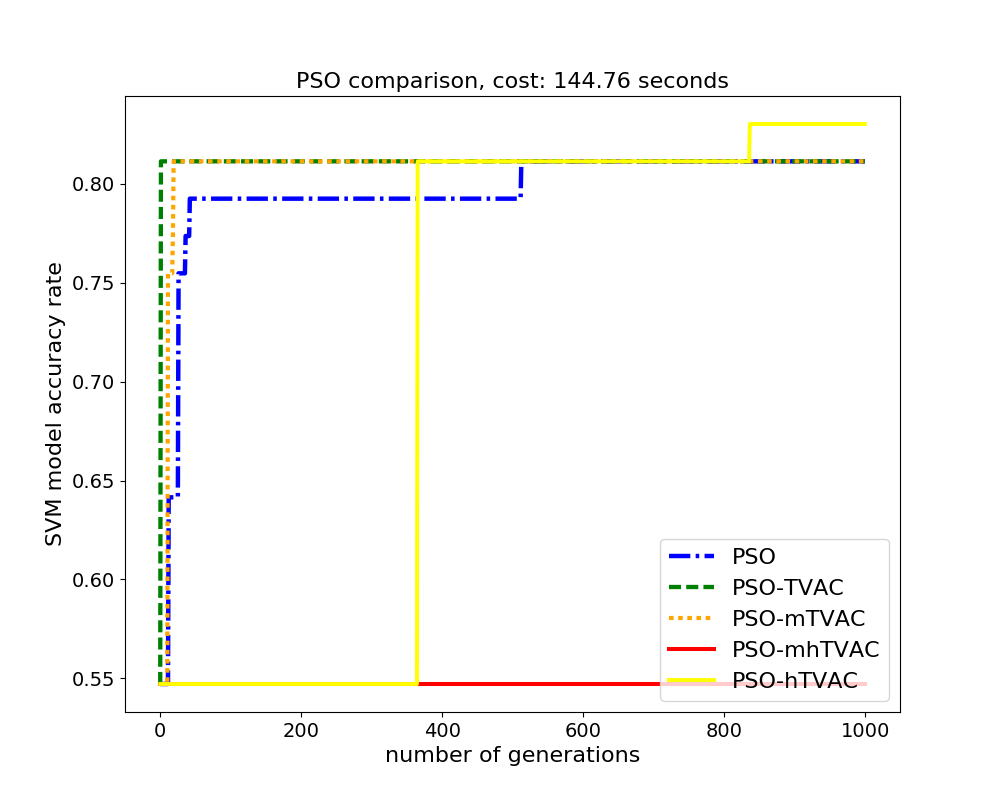 PSO comparison, cost: 144.76 seconds
SVM model accuracy rate
0.80
0.75
0.70
0.65
0.60
0.55
PSO
PSO-TVAC
PSO-mTVAC
PSO-mhTVAC
PSO-hTVAC
0 200 400 600 800 1000
number of generations